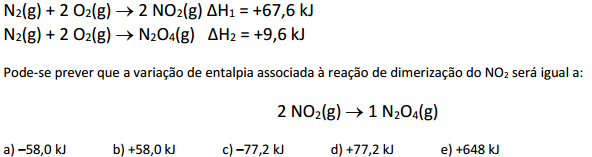 N₂(g) + 2 O₂(g) → 2 NO₂(g) ΔH₁ = +67,6 kJ
N₂(g) + 2 O₂(g) → N₂O₄(g) ΔH₂ = +9,6 kJ
Pode-se prever que a variação de entalpia associada à reação de dimerização do NO₂ será igual a:
2 NO₂(g) → 1 N₂O₄(g)
a) –58,0 kJ b) +58,0 kJ c) –77,2 kJ d) +77,2 kJ e) +648 kJ